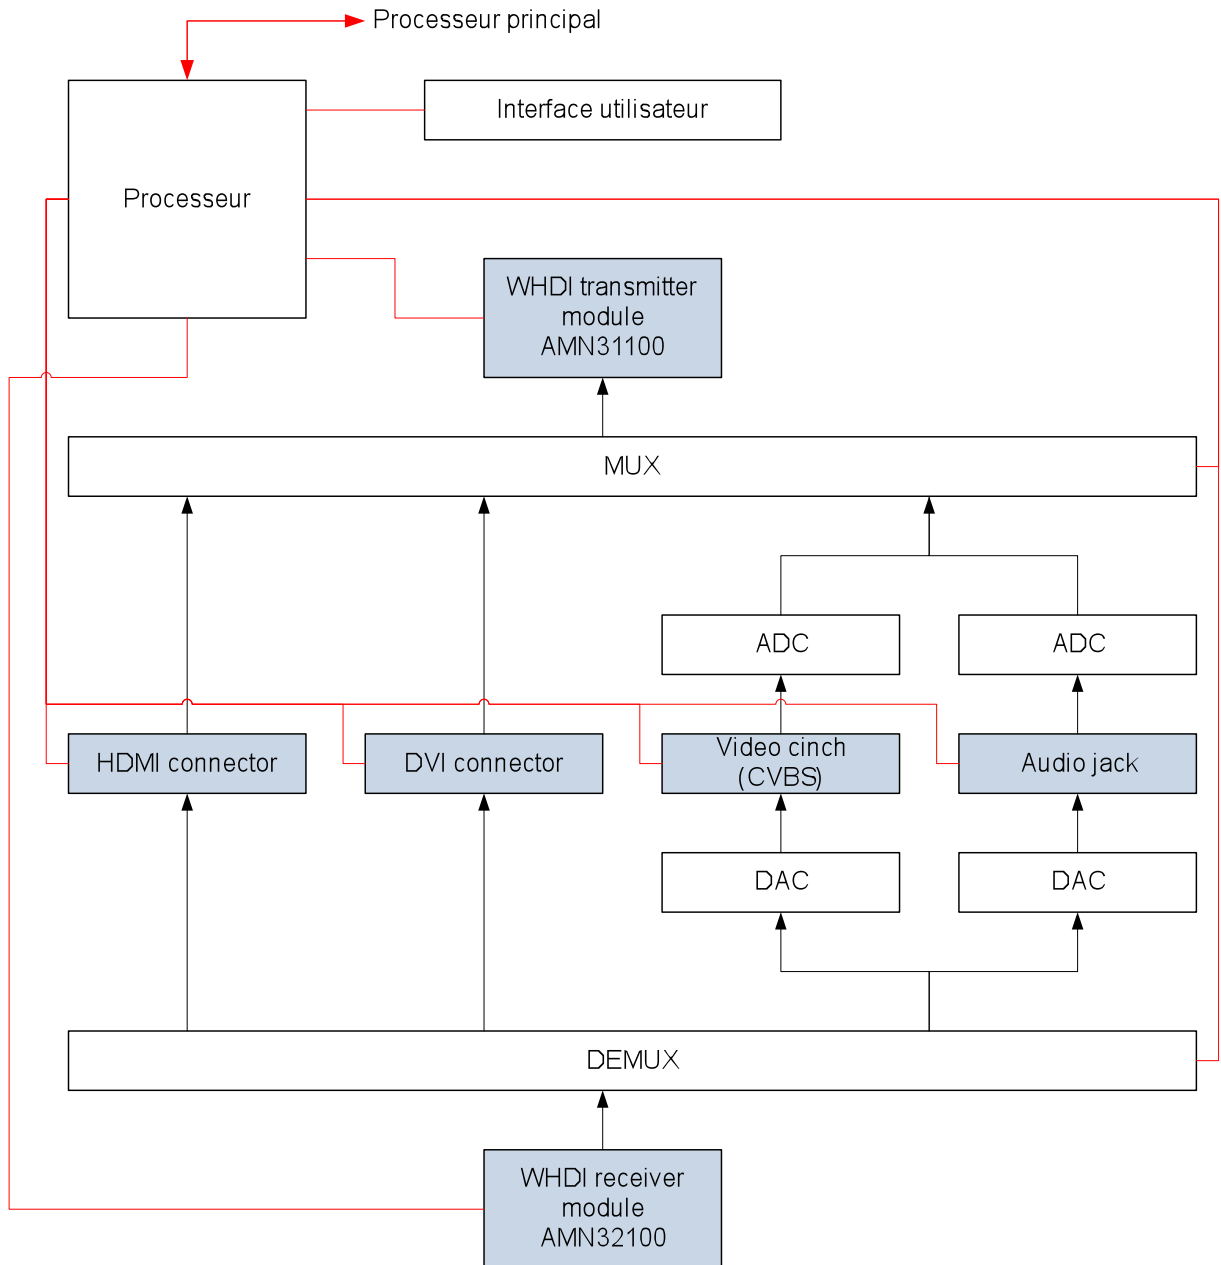 Processeur principal
Interface utilisateur
Processeur
WHDI transmitter
module
AMN31100
MUX
ADC
ADC
HDMI connector
DVI connector
Video cinch
(CVBS)
Audio jack
DAC
DAC
DEMUX
WHDI receiver
module
AMN32100